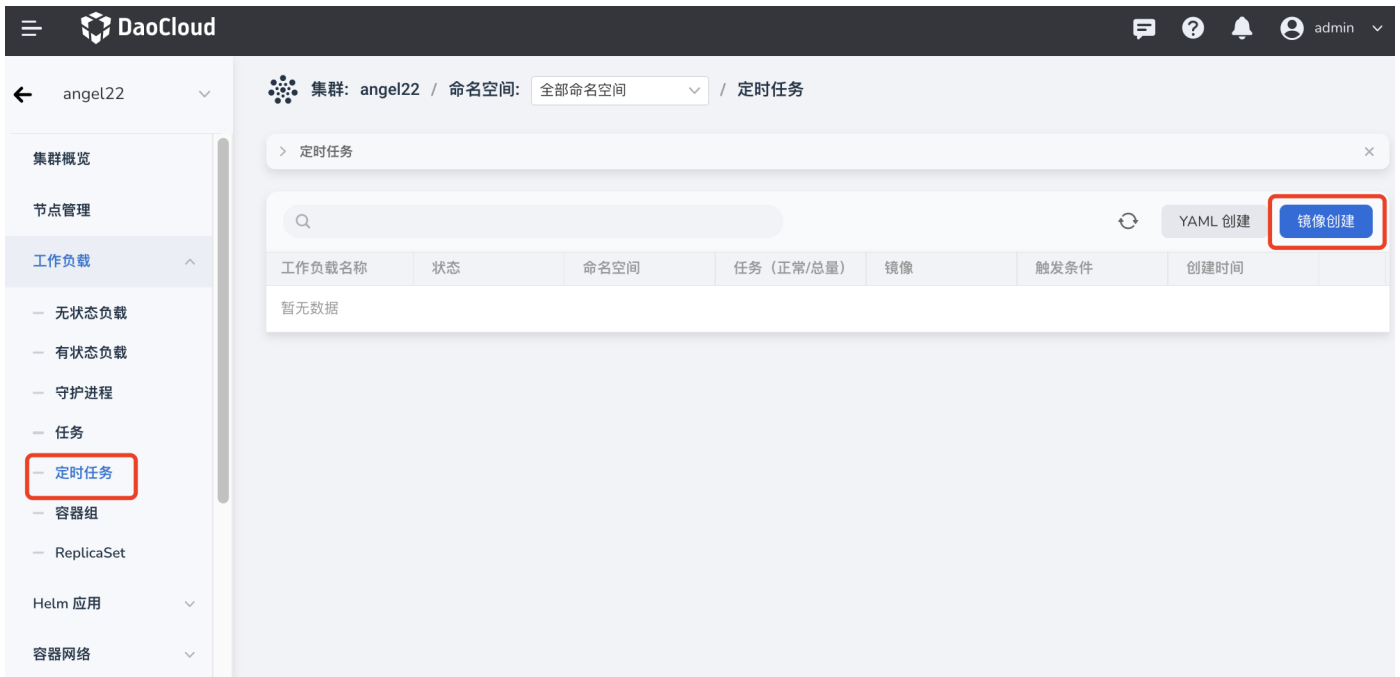 DaoCloud
admin
angel22
集群: angel22 / 命名空间: 全部命名空间 / 定时任务
集群概览
节点管理
工作负载
无状态负载
有状态负载
守护进程
任务
定时任务
容器组
ReplicaSet
Helm 应用
容器网络
定时任务
YAML 创建
镜像创建
工作负载名称 状态 命名空间 任务（正常/总量） 镜像 触发条件 创建时间
暂无数据